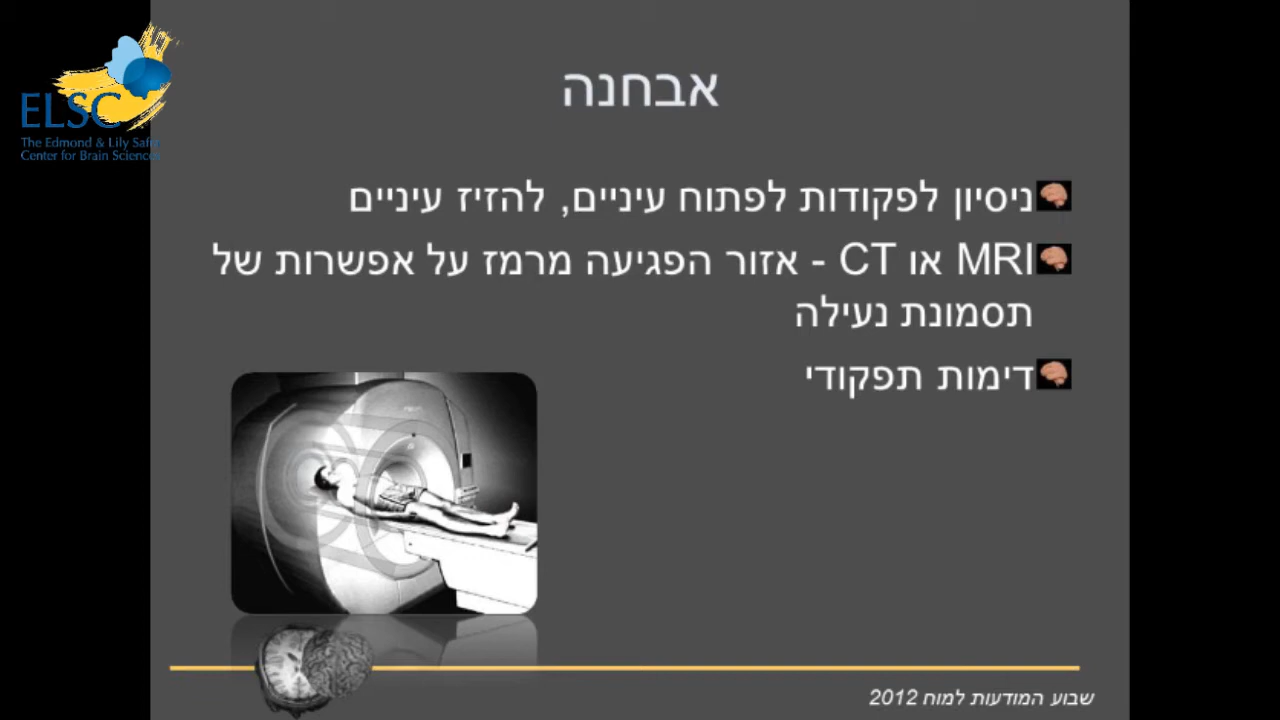 ELSC
The Edmond & Lily Safra
Center for Brain Sciences
אבחנה
ניסיון לפקודות לפתוח עיניים, להזיז עיניים
MRI או CT - אזור הפגיעה מרמז על אפשרות של
תסמונת נעילה
דימות תפקודי
שבוע המודעות למוח 2012